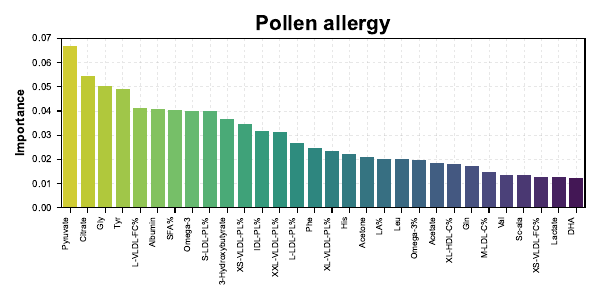 Pollen allergy
Importance
0.07
0.06
0.05
0.04
0.03
0.02
0.01
0.00
Pyruvate
Citrate
Gly
Tyr
L-VLDL-FC%
Albumin
SFA%
Omega-3
S-LDL-PL%
3-Hydroxybutyrate
XS-VLDL-PL%
IDL-PL%
XXL-VLDL-PL%
L-LDL-PL%
Phe
XL-VLDL-PL%
His
Acetone
LA%
Leu
Omega-3%
Acetate
XL-HDL-C%
Gln
M-LDL-C%
Val
Sc-ala
XS-VLDL-FC%
Lactate
DHA